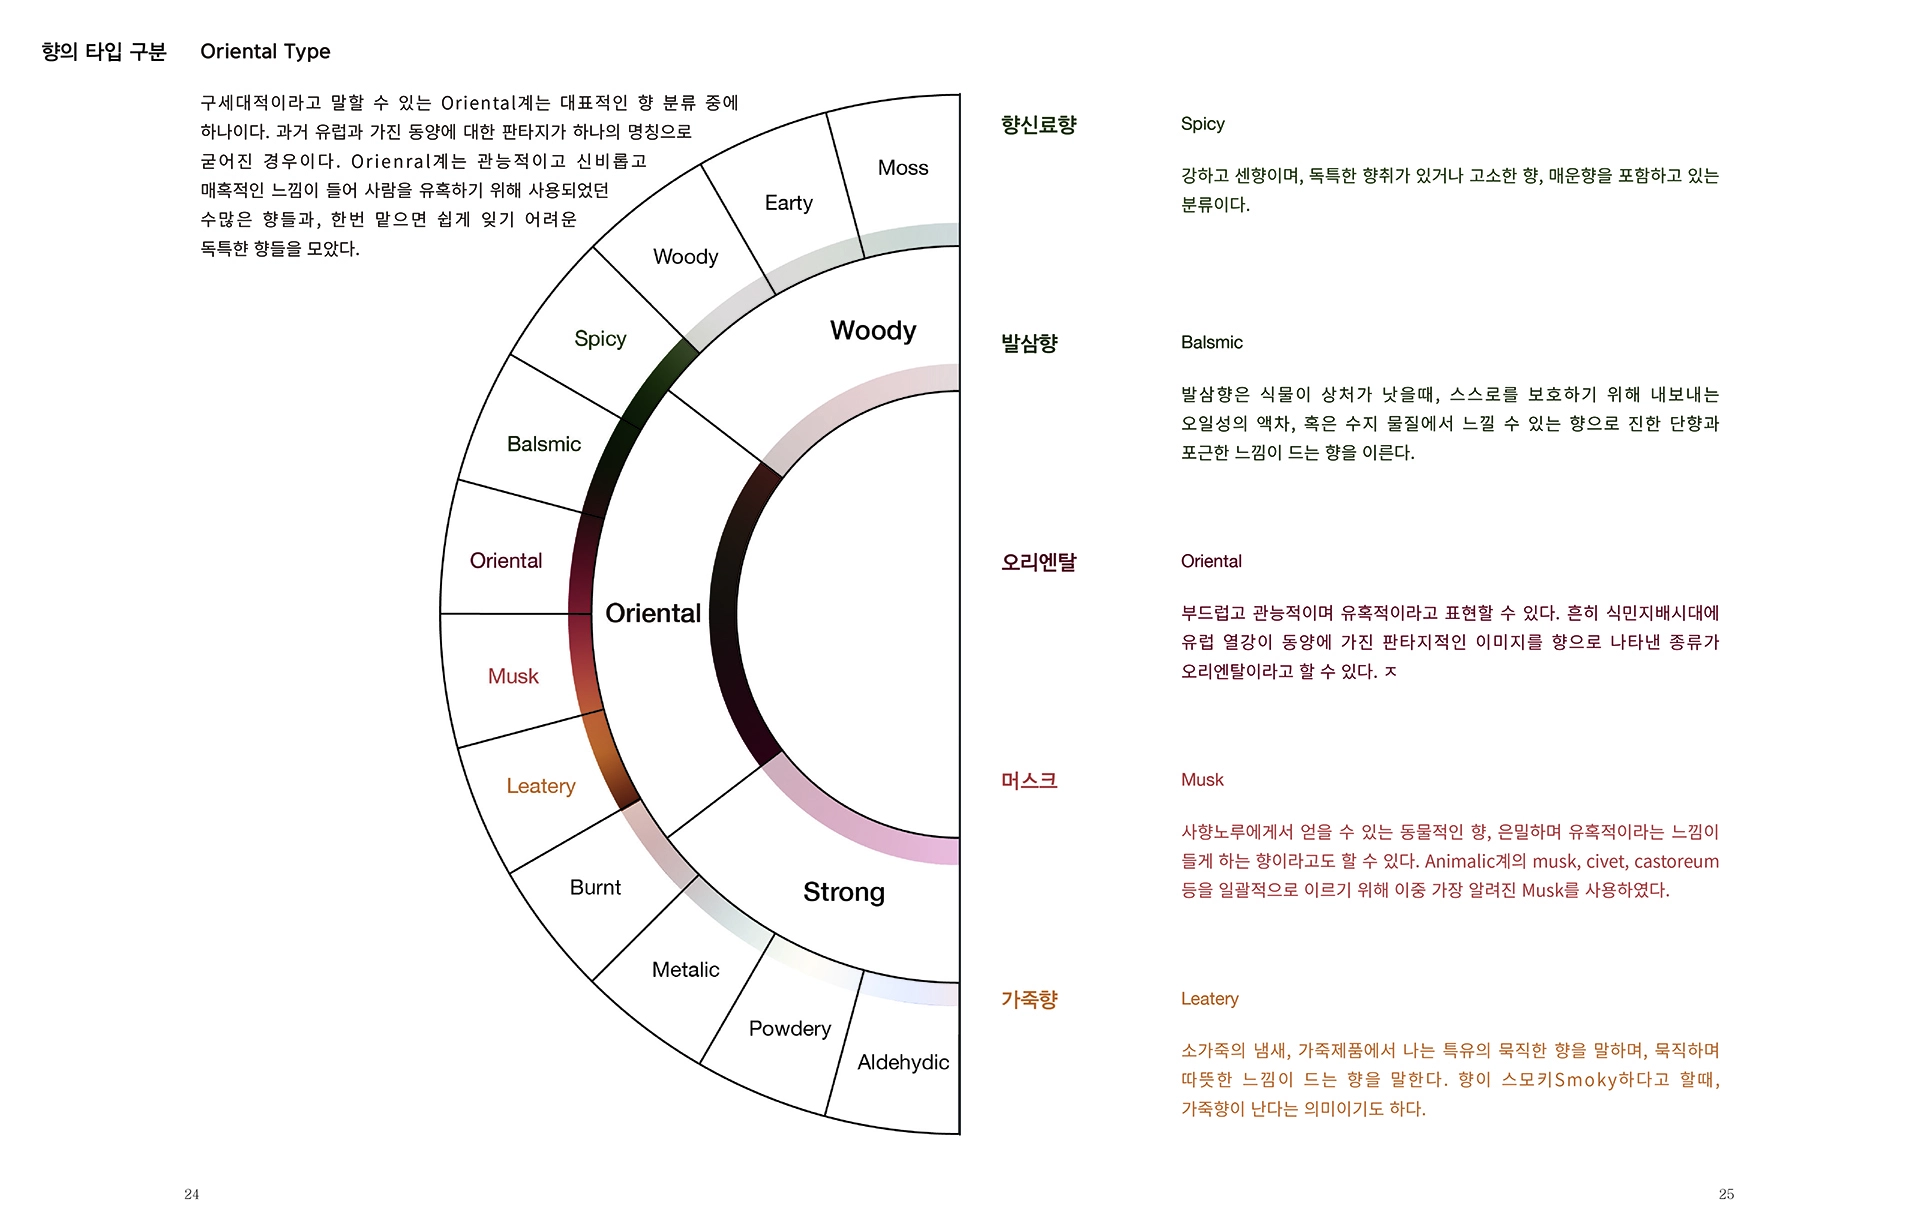 향의 타입 구분
Oriental Type
구세대적이라고 말할 수 있는 Oriental계는 대표적인 향 분류 중에
하나이다. 과거 유럽과 가진 동양에 대한 판타지가 하나의 명칭으로
굳어진 경우이다. Orienral계는 관능적이고 신비롭고
매혹적인 느낌이 들어 사람을 유혹하기 위해 사용되었던
수많은 향들과, 한번 맡으면 쉽게 잊기 어려운
독특햔 향들을 모았다.
Moss
Earty
Woody
Spicy
Balsmic
Oriental
Musk
Leatery
Burnt
Metalic
Powdery
Aldehydic
Woody
Oriental
Strong
향신료향
Spicy
강하고 센향이며, 독특한 향취가 있거나 고소한 향, 매운향을 포함하고 있는
분류이다.
발삼향
Balsmic
발삼향은 식물이 상처가 낫을때, 스스로를 보호하기 위해 내보내는
오일성의 액차, 혹은 수지 물질에서 느낄 수 있는 향으로 진한 단향과
포근한 느낌이 드는 향을 이른다.
오리엔탈
Oriental
부드럽고 관능적이며 유혹적이라고 표현할 수 있다. 흔히 식민지배시대에
유럽 열강이 동양에 가진 판타지적인 이미지를 향으로 나타낸 종류가
오리엔탈이라고 할 수 있다. ㅈ
머스크
Musk
사향노루에게서 얻을 수 있는 동물적인 향, 은밀하며 유혹적이라는 느낌이
들게 하는 향이라고도 할 수 있다. Animalic계의 musk, civet, castoreum
등을 일괄적으로 이르기 위해 이중 가장 알려진 Musk를 사용하였다.
가죽향
Leatery
소가죽의 냄새, 가죽제품에서 나는 특유의 묵직한 향을 말하며, 묵직하며
따뜻한 느낌이 드는 향을 말한다. 향이 스모키Smoky하다고 할때,
가죽향이 난다는 의미이기도 하다.
24
25